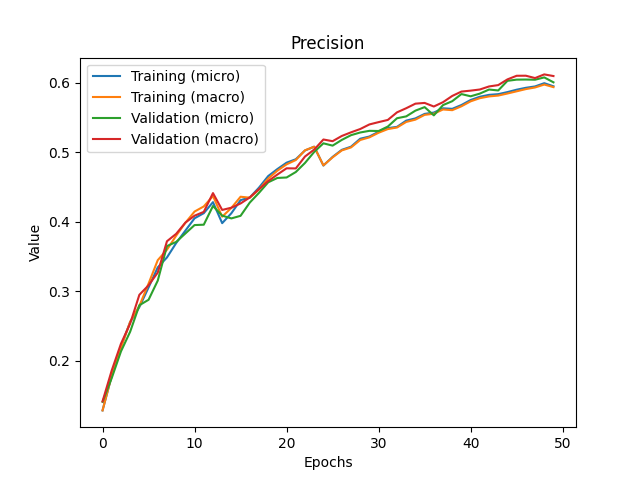 Precision
Training (micro)
Training (macro)
Validation (micro)
Validation (macro)
0.6
0.5
0.4
0.3
0.2
Value
0 10 20 30 40 50
Epochs